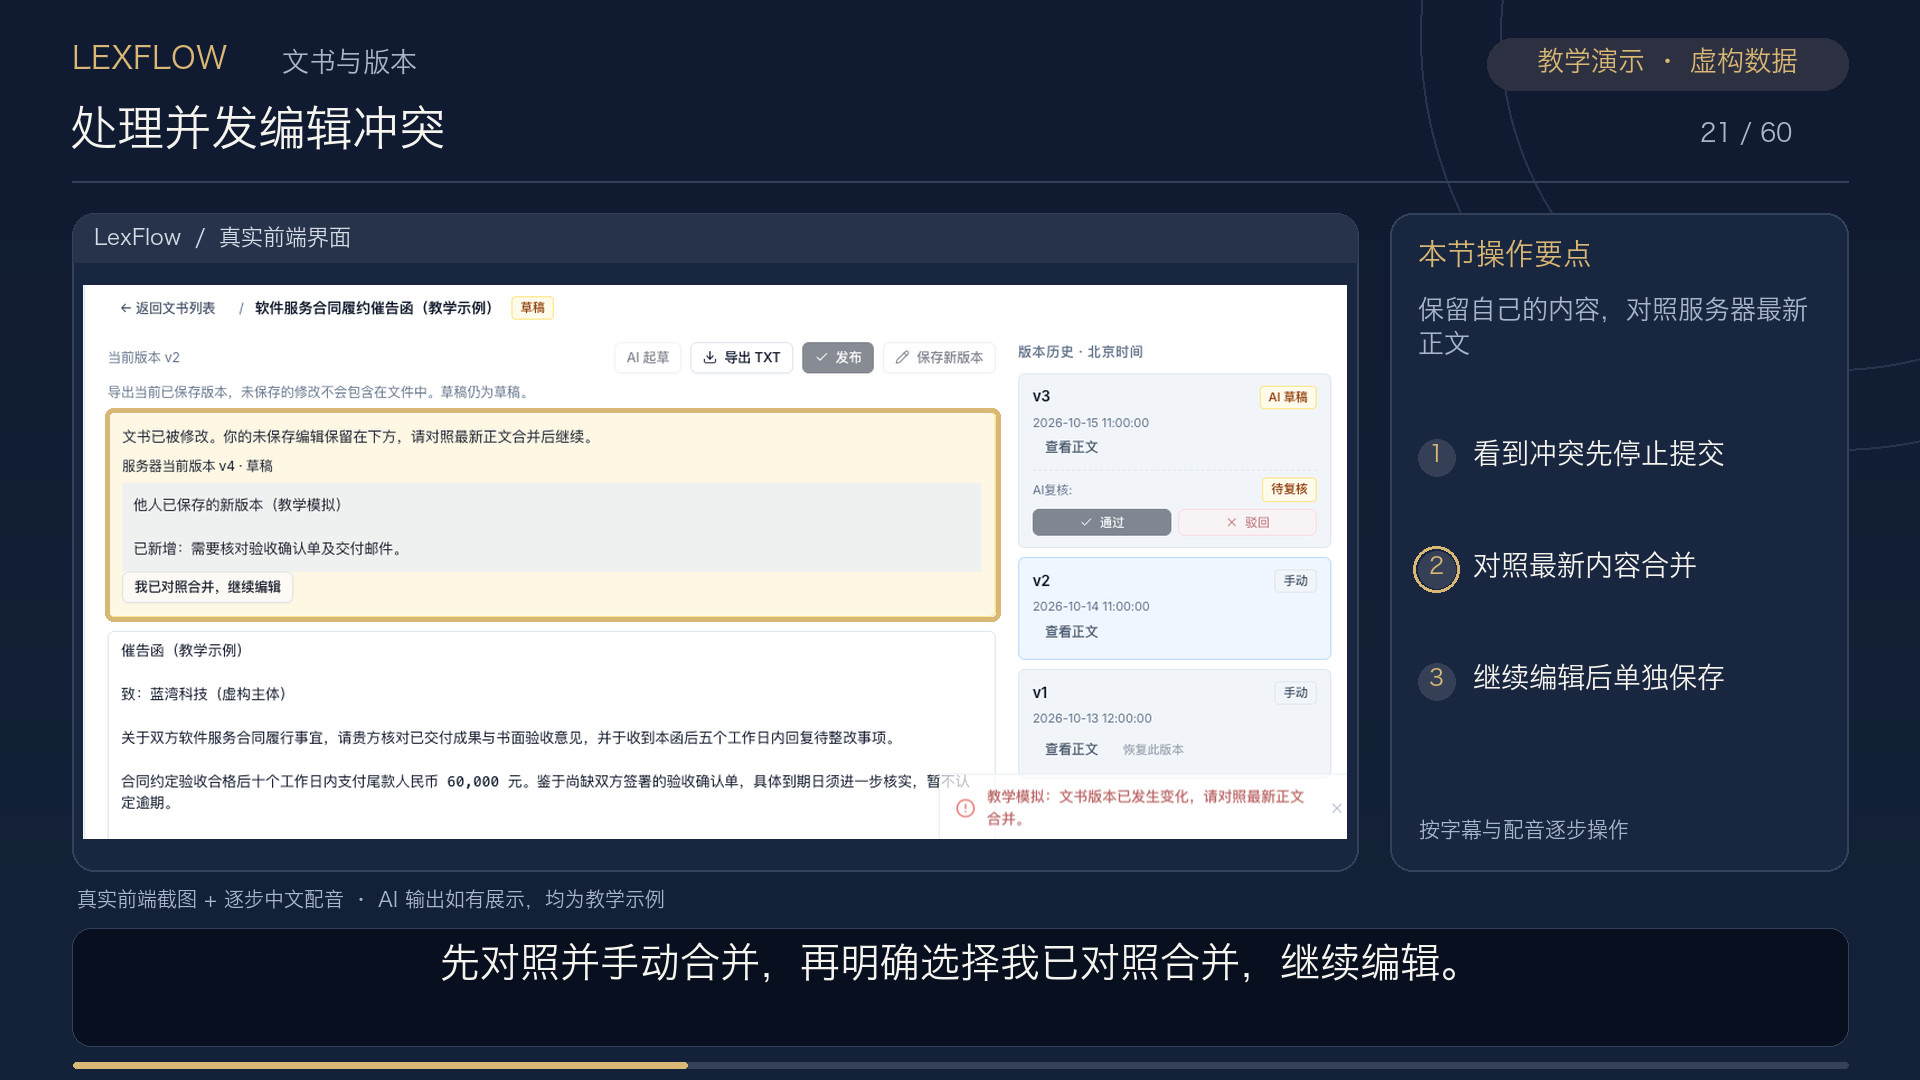 LEXFLOW 文书与版本
教学演示 · 虚构数据
处理并发编辑冲突
21 / 60
LexFlow / 真实前端界面
← 返回文书列表 / 软件服务合同履约催告函（教学示例） 草稿
当前版本 v2
AI 起草 导出 TXT 发布 保存新版本
导出当前已保存版本，未保存的修改不会包含在文件中。草稿仍为草稿。
文书已被修改。你的未保存编辑保留在下方，请对照最新正文合并后继续。
服务器当前版本 v4 · 草稿
他人已保存的新版本（教学模拟）
已新增：需要核对验收确认单及交付邮件。
我已对照合并，继续编辑
催告函（教学示例）
致：蓝湾科技（虚构主体）
关于双方软件服务合同履行事宜，请贵方核对已交付成果与书面验收意见，并于收到本函后五个工作日内回复待整改事项。
合同约定验收合格后十个工作日内支付尾款人民币 60,000 元。鉴于尚缺双方签署的验收确认单，具体到期日须进一步核实，暂不认
定逾期。
版本历史 · 北京时间
v3 AI 草稿
2026-10-15 11:00:00
查看正文
AI复核: 待复核
通过 驳回
v2 手动
2026-10-14 11:00:00
查看正文
v1 手动
2026-10-13 12:00:00
查看正文 恢复此版本
教学模拟：文书版本已发生变化，请对照最新正文
合并。
本节操作要点
保留自己的内容，对照服务器最新
正文
1 看到冲突先停止提交
2 对照最新内容合并
3 继续编辑后单独保存
按字幕与配音逐步操作
真实前端截图 + 逐步中文配音 · AI 输出如有展示，均为教学示例
先对照并手动合并，再明确选择我已对照合并，继续编辑。